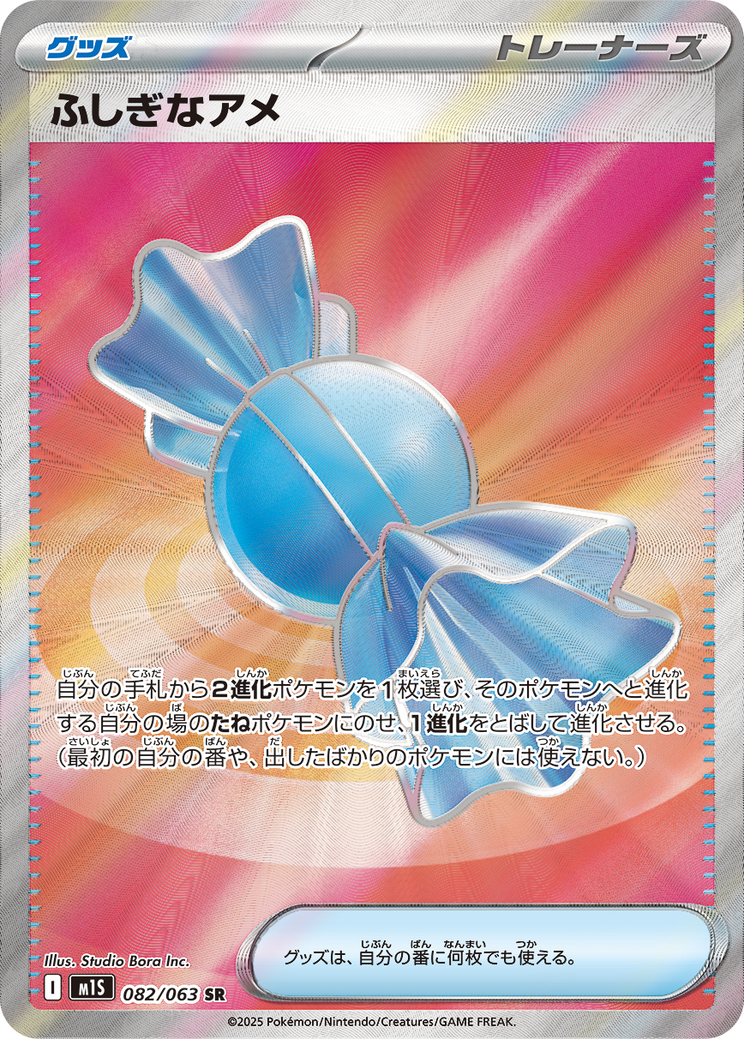 グッズ
トレーナーズ
ふしぎなアメ
自分の手札から2進化ポケモンを1枚選び、そのポケモンへと進化
する自分の場のたねポケモンにのせ、1進化をとばして進化させる。
（最初の自分の番や、出したばかりのポケモンには使えない。）
グッズは、自分の番に何枚でも使える。
Illus. Studio Bora Inc.
I m1S 082/063 SR
©2025 Pokémon/Nintendo/Creatures/GAME FREAK.